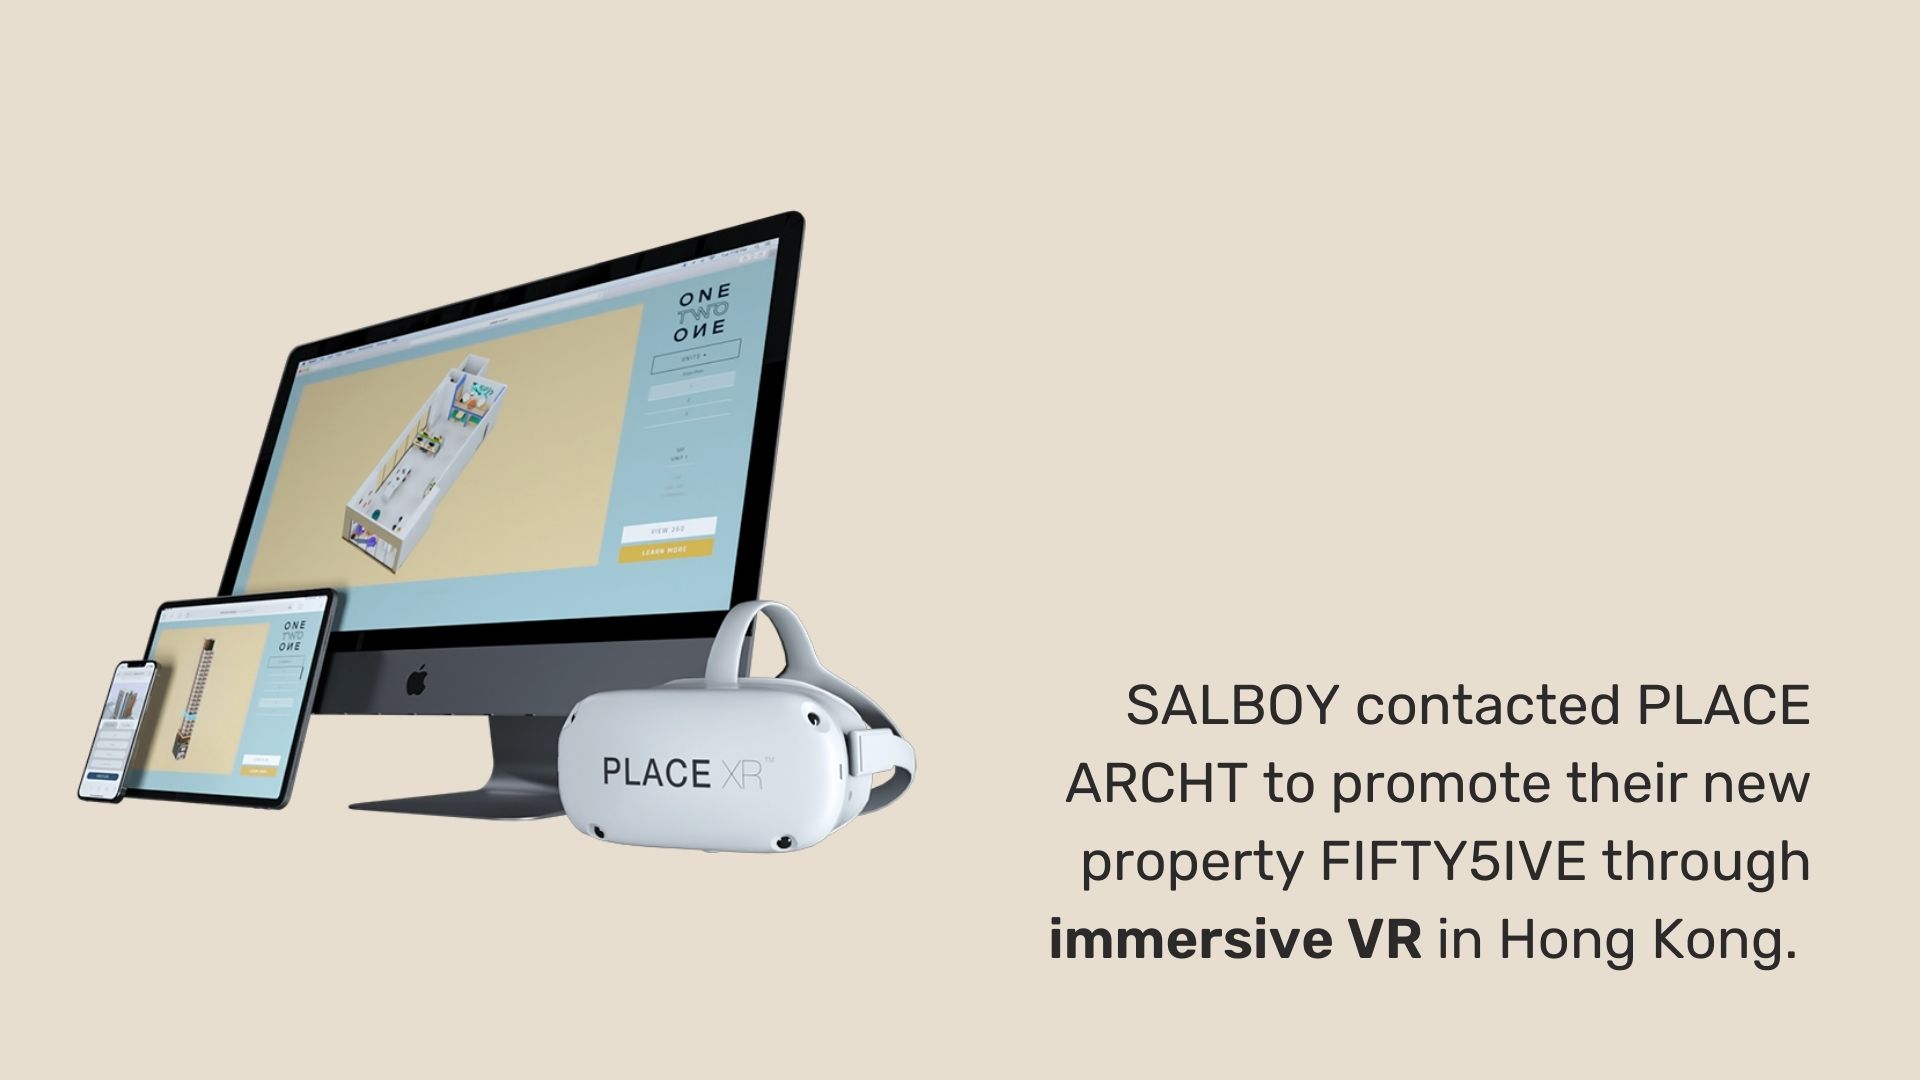 ONE
TWO
ONE
UNITS
VIEW 360
LEARN MORE
ONE
TWO
ONE
PLACE XR™
SALBOY contacted PLACE
ARCHT to promote their new
property FIFTY5IVE through
immersive VR in Hong Kong.